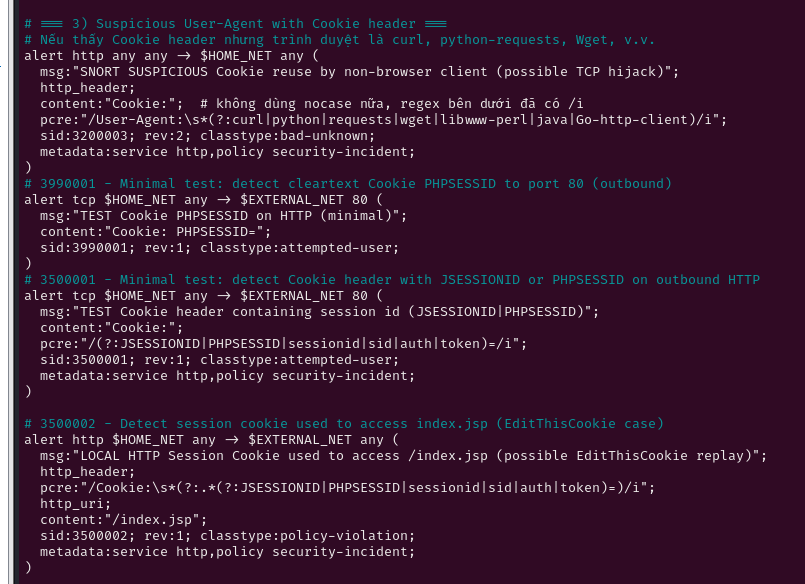 # === 3) Suspicious User-Agent with Cookie header ===
# Nếu thấy Cookie header nhưng trình duyệt là curl, python-requests, Wget, v.v.
alert http any any -> $HOME_NET any (
  msg:"SNORT SUSPICIOUS Cookie reuse by non-browser client (possible TCP hijack)";
  http_header;
  content:"Cookie:";  # không dùng nocase nữa, regex bên dưới đã có /i
  pcre:"/User-Agent:\s*(?:curl|python|requests|wget|libwww-perl|java|Go-http-client)/i";
  sid:3200003; rev:2; classtype:bad-unknown;
  metadata:service http,policy security-incident;
)
# 3990001 - Minimal test: detect cleartext Cookie PHPSESSID to port 80 (outbound)
alert tcp $HOME_NET any -> $EXTERNAL_NET 80 (
  msg:"TEST Cookie PHPSESSID on HTTP (minimal)";
  content:"Cookie: PHPSESSID=";
  sid:3990001; rev:1; classtype:attempted-user;
)
# 3500001 - Minimal test: detect Cookie header with JSESSIONID or PHPSESSID on outbound HTTP
alert tcp $HOME_NET any -> $EXTERNAL_NET 80 (
  msg:"TEST Cookie header containing session id (JSESSIONID|PHPSESSID)";
  content:"Cookie:";
  pcre:"/(?:JSESSIONID|PHPSESSID|sessionid|sid|auth|token)=/i";
  sid:3500001; rev:1; classtype:attempted-user;
  metadata:service http,policy security-incident;
)
# 3500002 - Detect session cookie used to access index.jsp (EditThisCookie case)
alert http $HOME_NET any -> $EXTERNAL_NET any (
  msg:"LOCAL HTTP Session Cookie used to access /index.jsp (possible EditThisCookie replay)";
  http_header;
  pcre:"/Cookie:\s*(?:.*(?:JSESSIONID|PHPSESSID|sessionid|sid|auth|token)=)/i";
  http_uri;
  content:"/index.jsp";
  sid:3500002; rev:1; classtype:policy-violation;
  metadata:service http,policy security-incident;
)